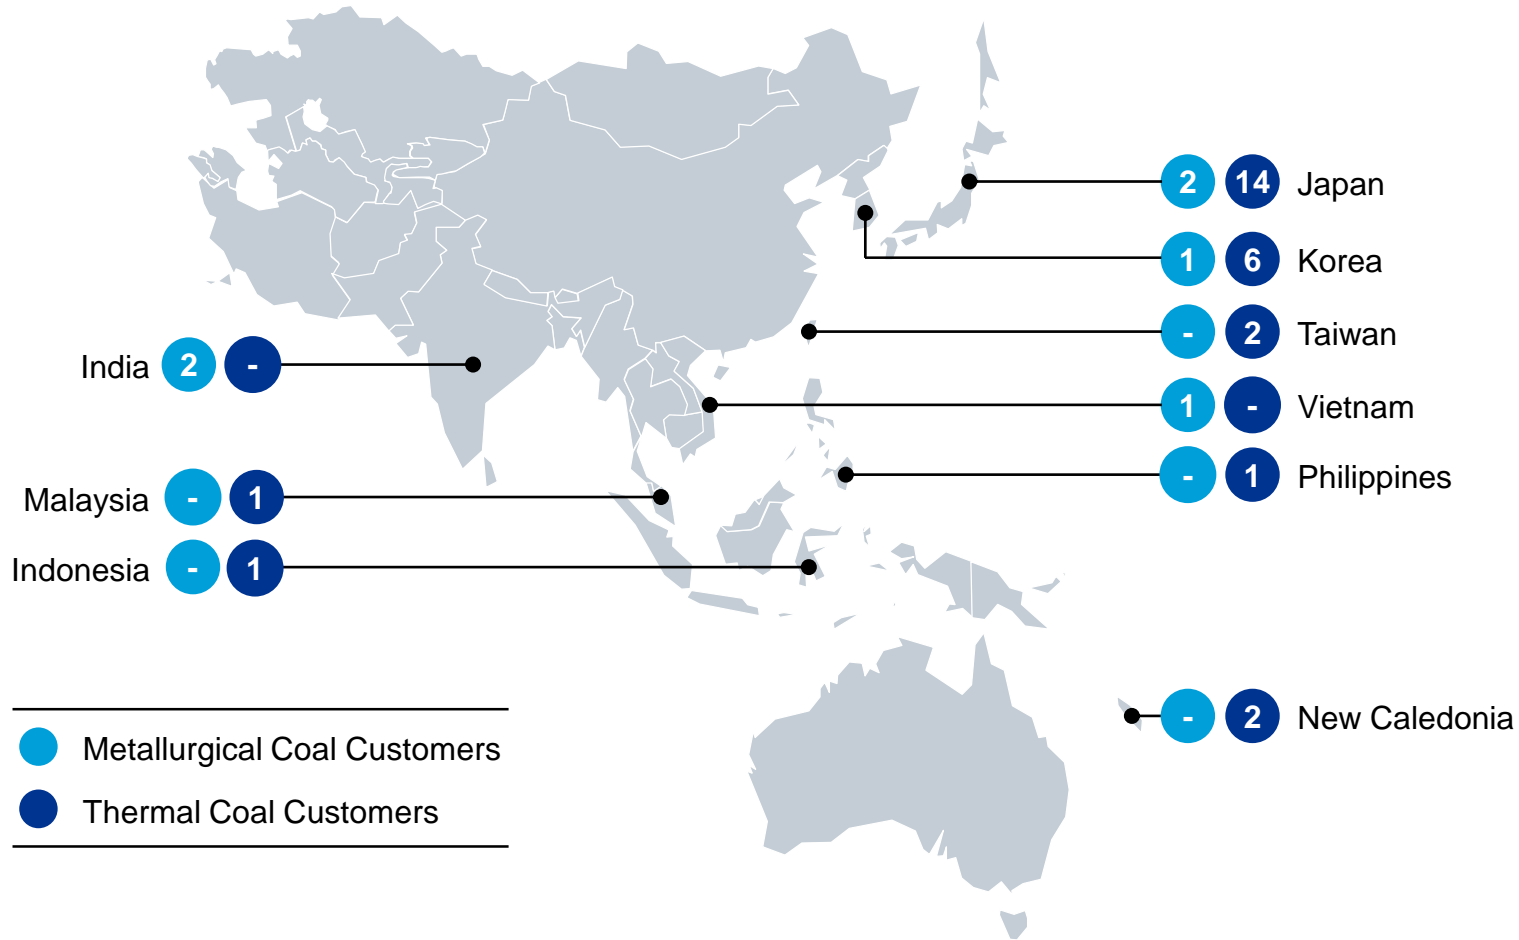 2 14 Japan
1 6 Korea
- 2 Taiwan
India 2 -
1 - Vietnam
- 1 Philippines
Malaysia - 1
Indonesia - 1
- 2 New Caledonia
Metallurgical Coal Customers
Thermal Coal Customers